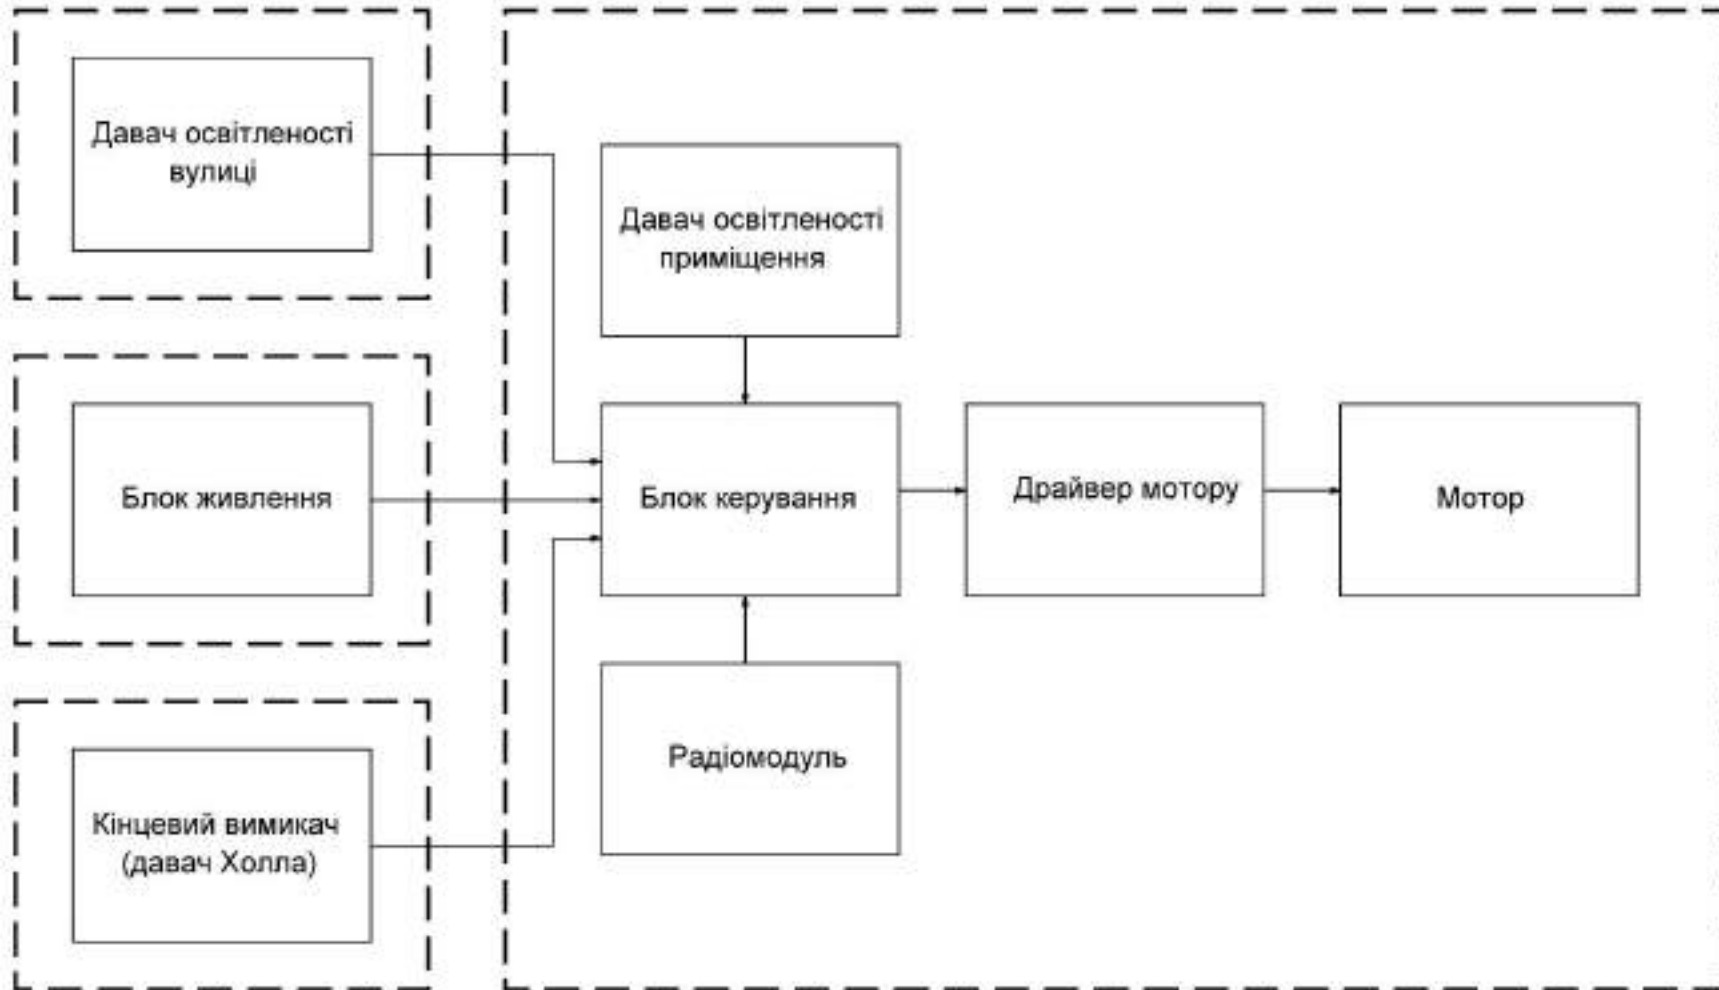 Давач освітленості
вулиці
Давач освітленості
приміщення
Блок живлення
Блок керування
Драйвер мотору
Мотор
Радіомодуль
Кінцевий вимикач
(давач Холла)